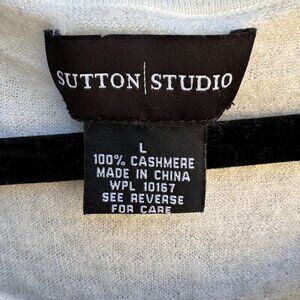 SUTTON|STUDIO
L
100% CASHMERE
MADE IN CHINA
WPL 10167
SEE REVERSE
FOR CARE